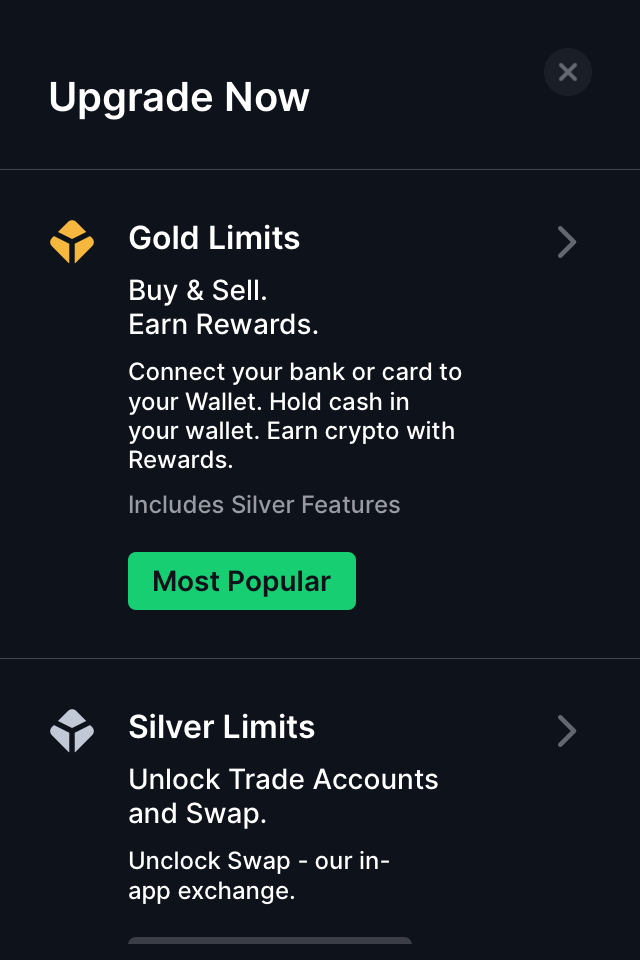 Upgrade Now
Gold Limits
Buy & Sell.
Earn Rewards.
Connect your bank or card to
your Wallet. Hold cash in
your wallet. Earn crypto with
Rewards.
Includes Silver Features
Most Popular
Silver Limits
Unlock Trade Accounts
and Swap.
Unclock Swap - our in-
app exchange.